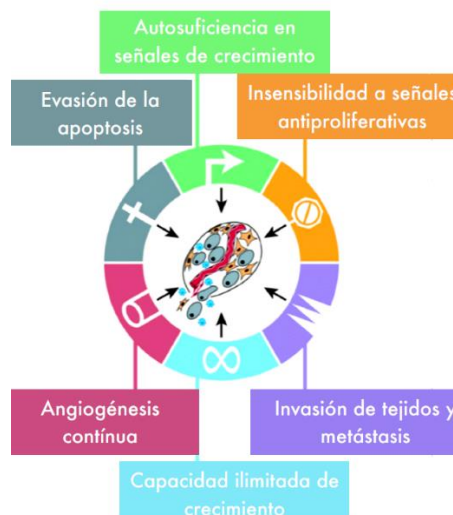 Autosuficiencia en
señales de crecimiento
Evasión de la
apoptosis
Insensibilidad a señales
antiproliferativas
Angiogénesis
contínua
Invasión de tejidos y
metástasis
Capacidad ilimitada de
crecimiento